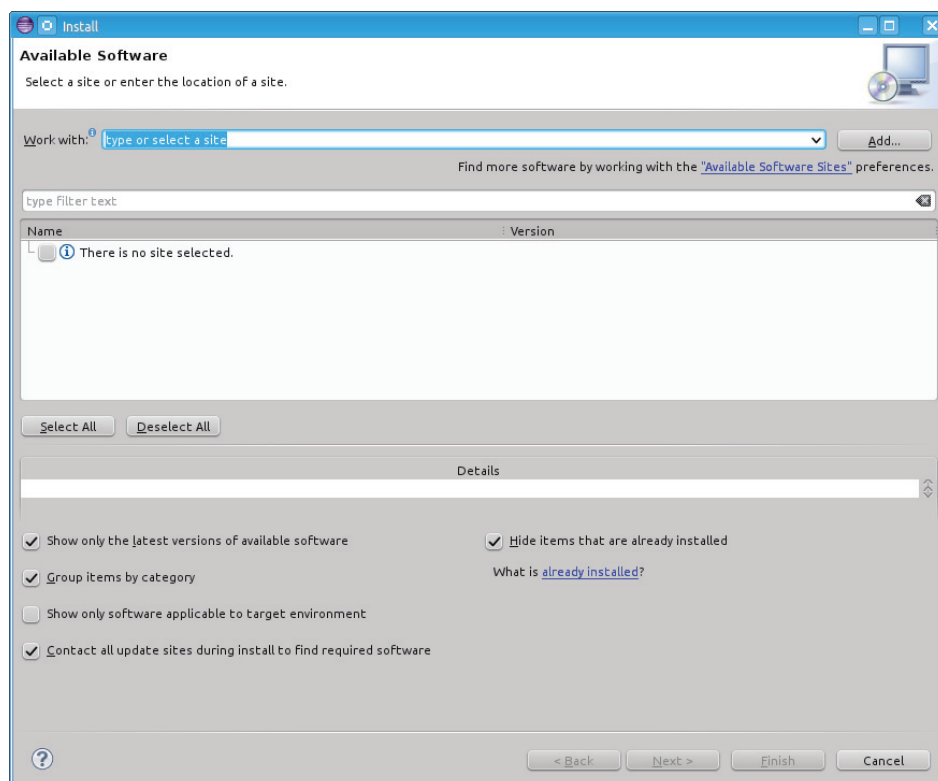 Install
Available Software
Select a site or enter the location of a site.
Work with: type or select a site Add...
Find more software by working with the "Available Software Sites" preferences.
type filter text
Name Version
There is no site selected.
Select All Deselect All
Details
Show only the latest versions of available software Hide items that are already installed
Group items by category What is already installed?
Show only software applicable to target environment
Contact all update sites during install to find required software
? < Back Next > Finish Cancel